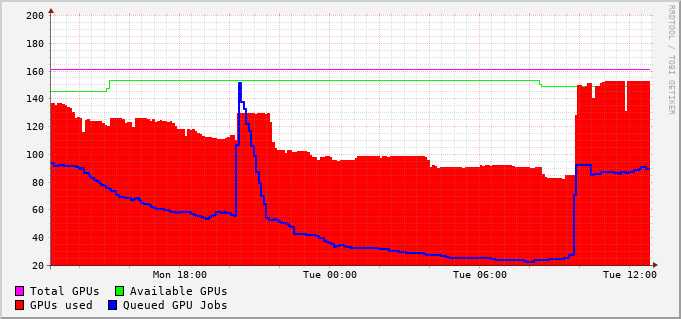 RRDTOOL / TOBI OETIKER
200
180
160
140
120
100
80
60
40
20
Mon 18:00 Tue 00:00 Tue 06:00 Tue 12:00
Total GPUs Available GPUs
GPUs used Queued GPU Jobs